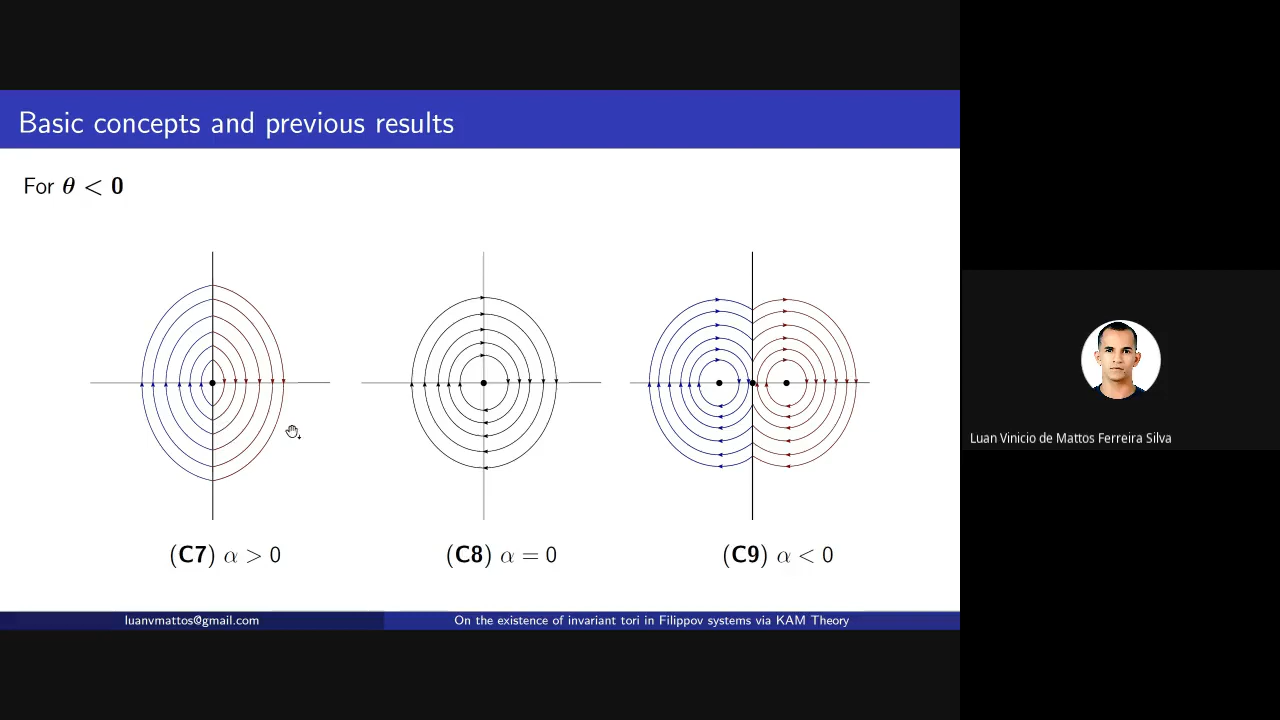 Basic concepts and previous results
For θ < 0
(C7) α > 0
(C8) α = 0
(C9) α < 0
luanvmattos@gmail.com
On the existence of invariant tori in Filippov systems via KAM Theory
Luan Vinicio de Mattos Ferreira Silva